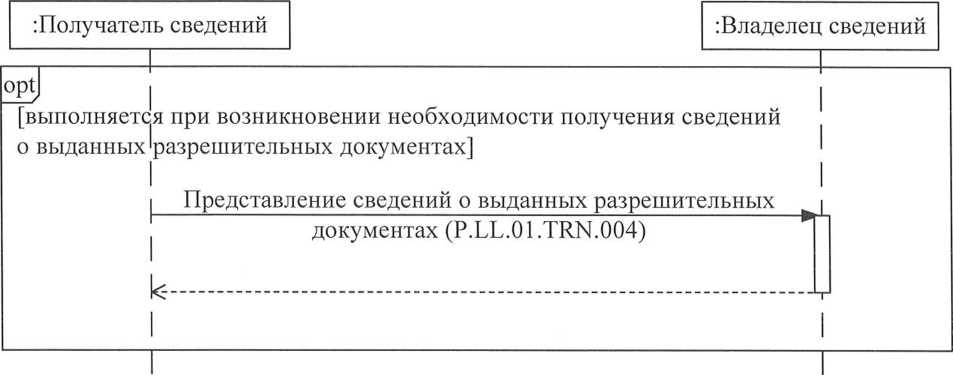 :Получатель сведений
:Владелец сведений
opt
[выполняется при возникновении необходимости получения сведений
о выданных разрешительных документах]
Представление сведений о выданных разрешительных
документах (P.LL.01.TRN.004)